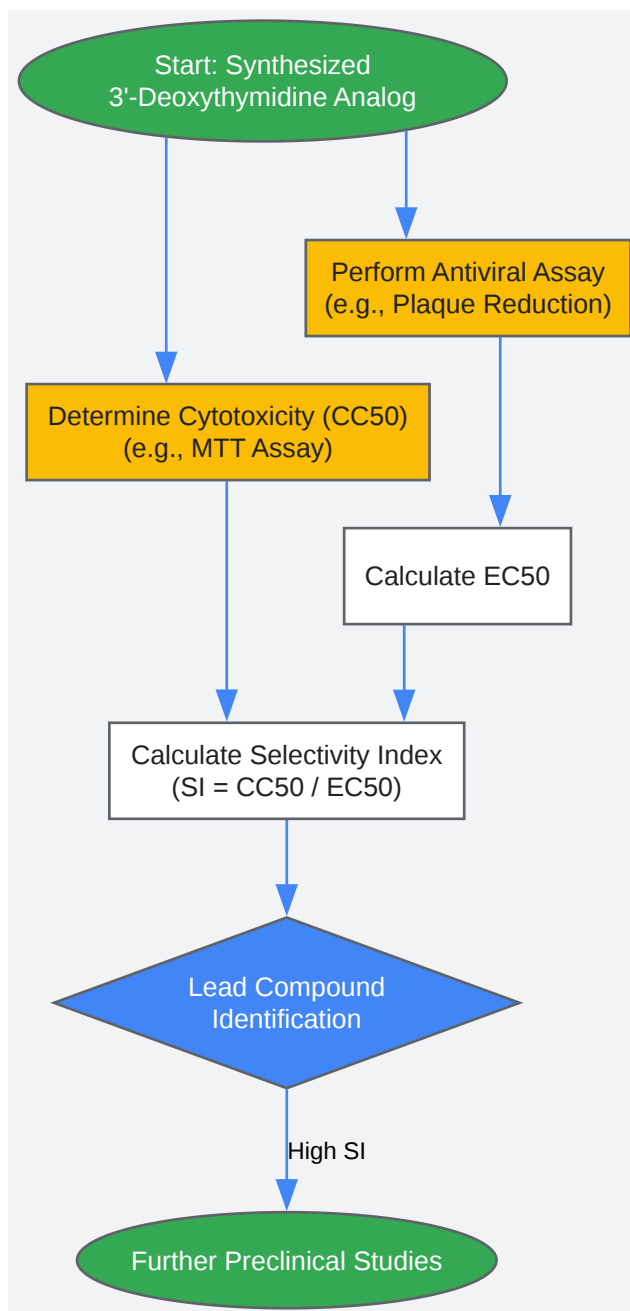 Start: Synthesized
3'-Deoxythymidine Analog
Perform Antiviral Assay
(e.g., Plaque Reduction)
Determine Cytotoxicity (CC50)
(e.g., MTT Assay)
Calculate EC50
Calculate Selectivity Index
(SI = CC50 / EC50)
Lead Compound
Identification
High SI
Further Preclinical Studies